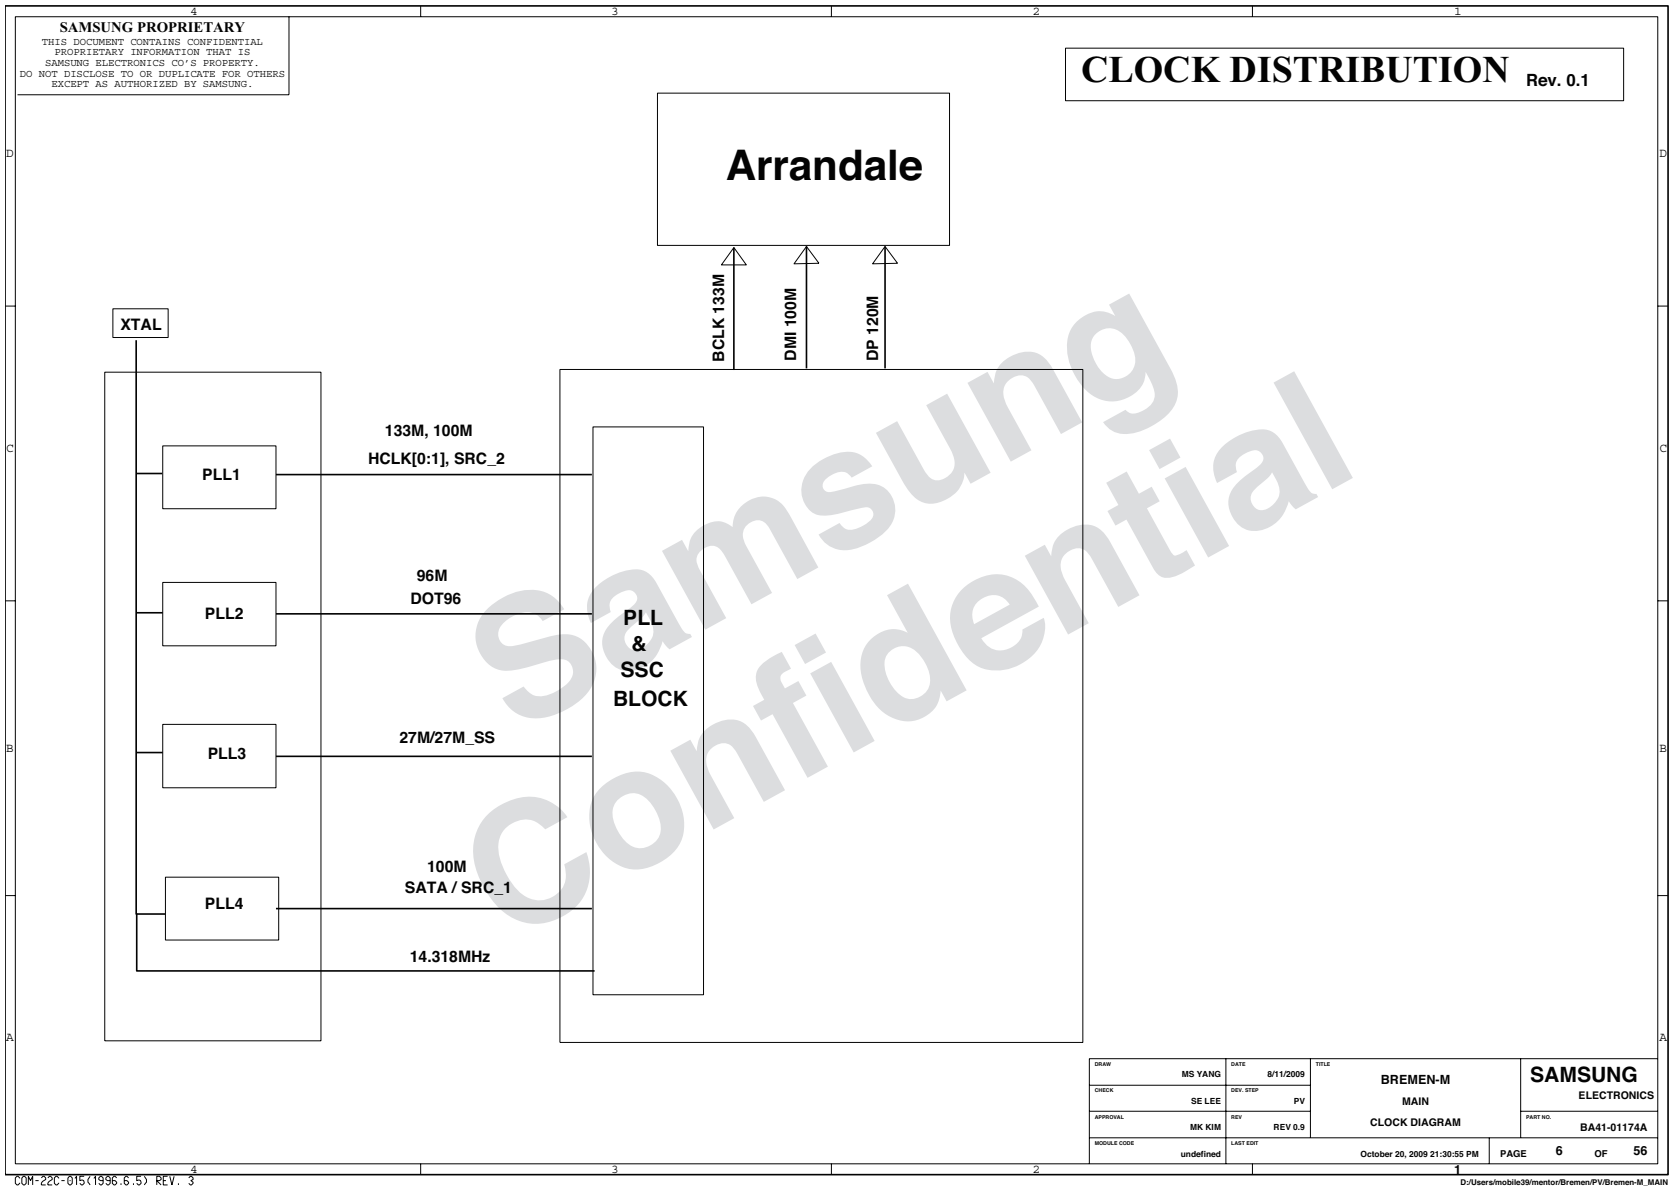 4 3 2 1
SAMSUNG PROPRIETARY
THIS DOCUMENT CONTAINS CONFIDENTIAL
PROPRIETARY INFORMATION THAT IS
SAMSUNG ELECTRONICS CO'S PROPERTY.
DO NOT DISCLOSE TO OR DUPLICATE FOR OTHERS
EXCEPT AS AUTHORIZED BY SAMSUNG.
CLOCK DISTRIBUTION Rev. 0.1
D D
Arrandale
BCLK 133M
DMI 100M
DP 120M
XTAL
C C
133M, 100M
HCLK[0:1], SRC_2
PLL1
96M
DOT96
PLL2
PLL
&
SSC
BLOCK
B B
27M/27M_SS
PLL3
100M
SATA / SRC_1
PLL4
14.318MHz
A A
Samsung
Confidential
DRAW MS YANG DATE 8/11/2009 TITLE
CHECK SE LEE DEV. STEP PV
APPROVAL MK KIM REV REV 0.9
MODULE CODE undefined LAST EDIT October 20, 2009 21:30:55 PM
BREMEN-M
MAIN
CLOCK DIAGRAM
SAMSUNG
ELECTRONICS
PART NO. BA41-01174A
PAGE 6 OF 56
4 3 2 1
COM-22C-015(1996.6.5) REV. 3
D:/Users/mobile39/mentor/Bremen/PV/Bremen-M_MAIN